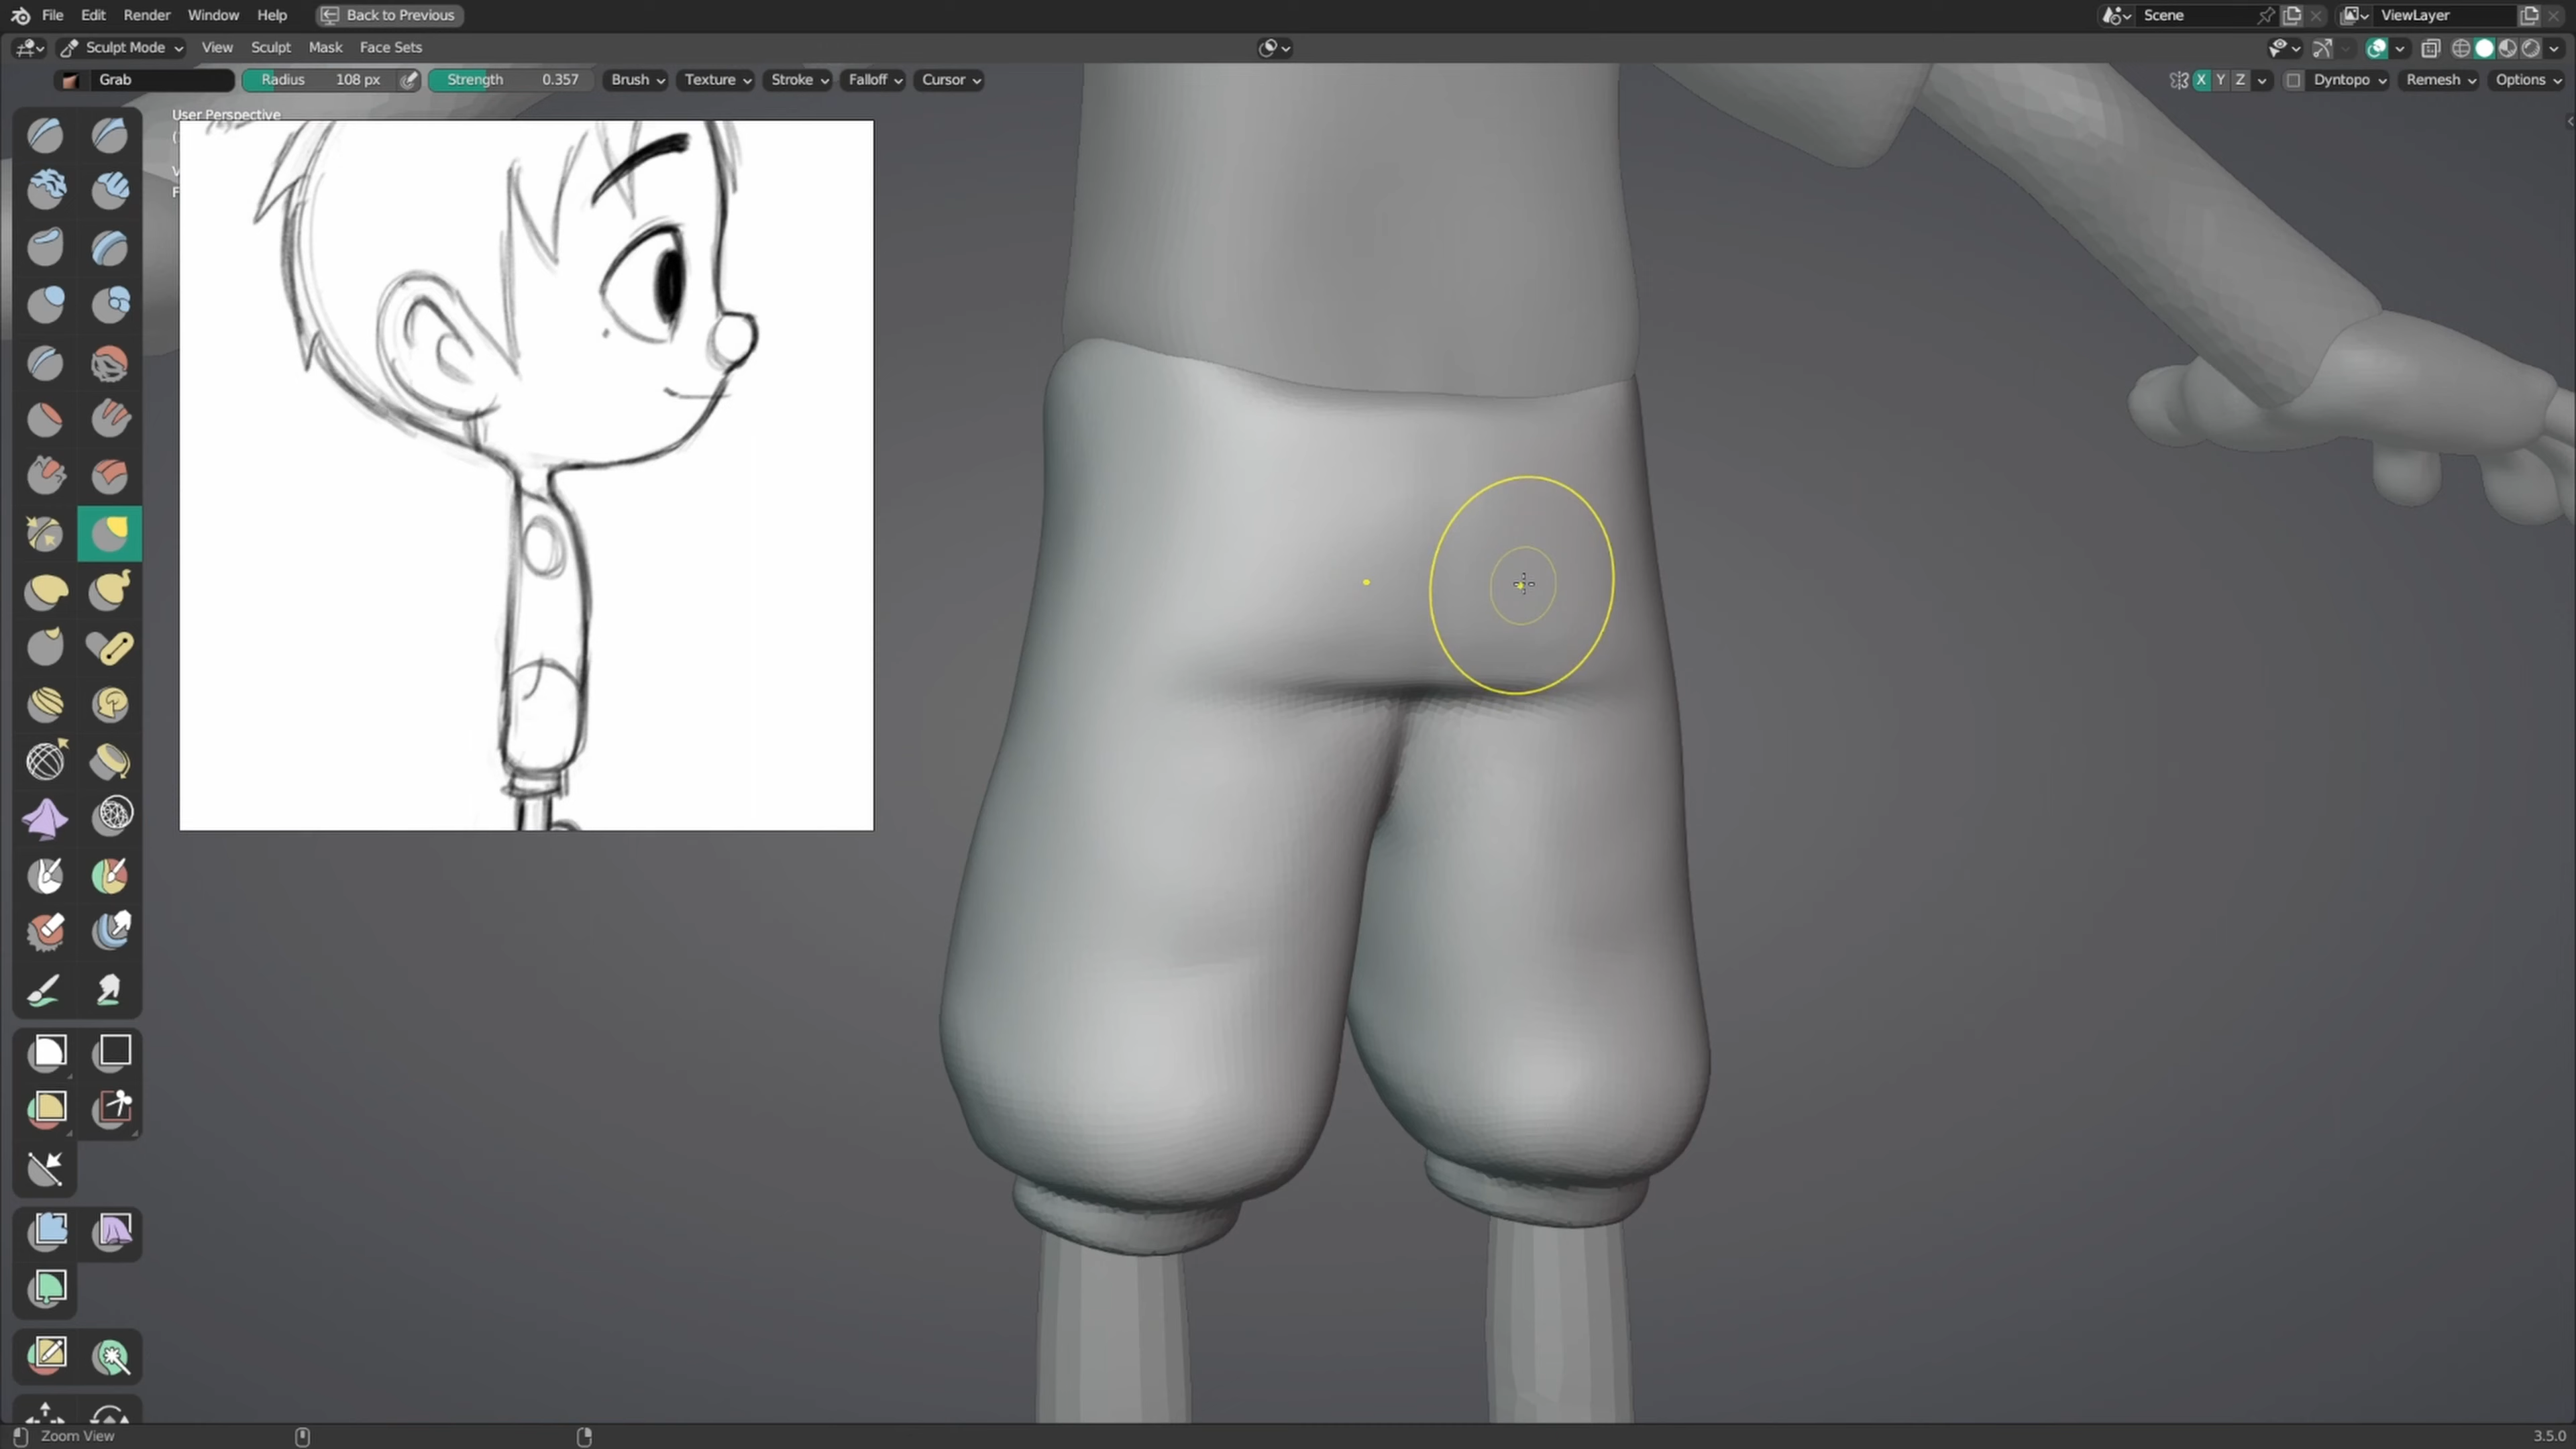 File Edit Render Window Help Back to Previous Scene ViewLayer
Sculpt Mode View Sculpt Mask Face Sets
Grab Radius 108 px Strength 0.357 Brush Texture Stroke Falloff Cursor X Y Z Dyntopo Remesh Options
User Perspective
(
V
F
Zoom View 3.5.0